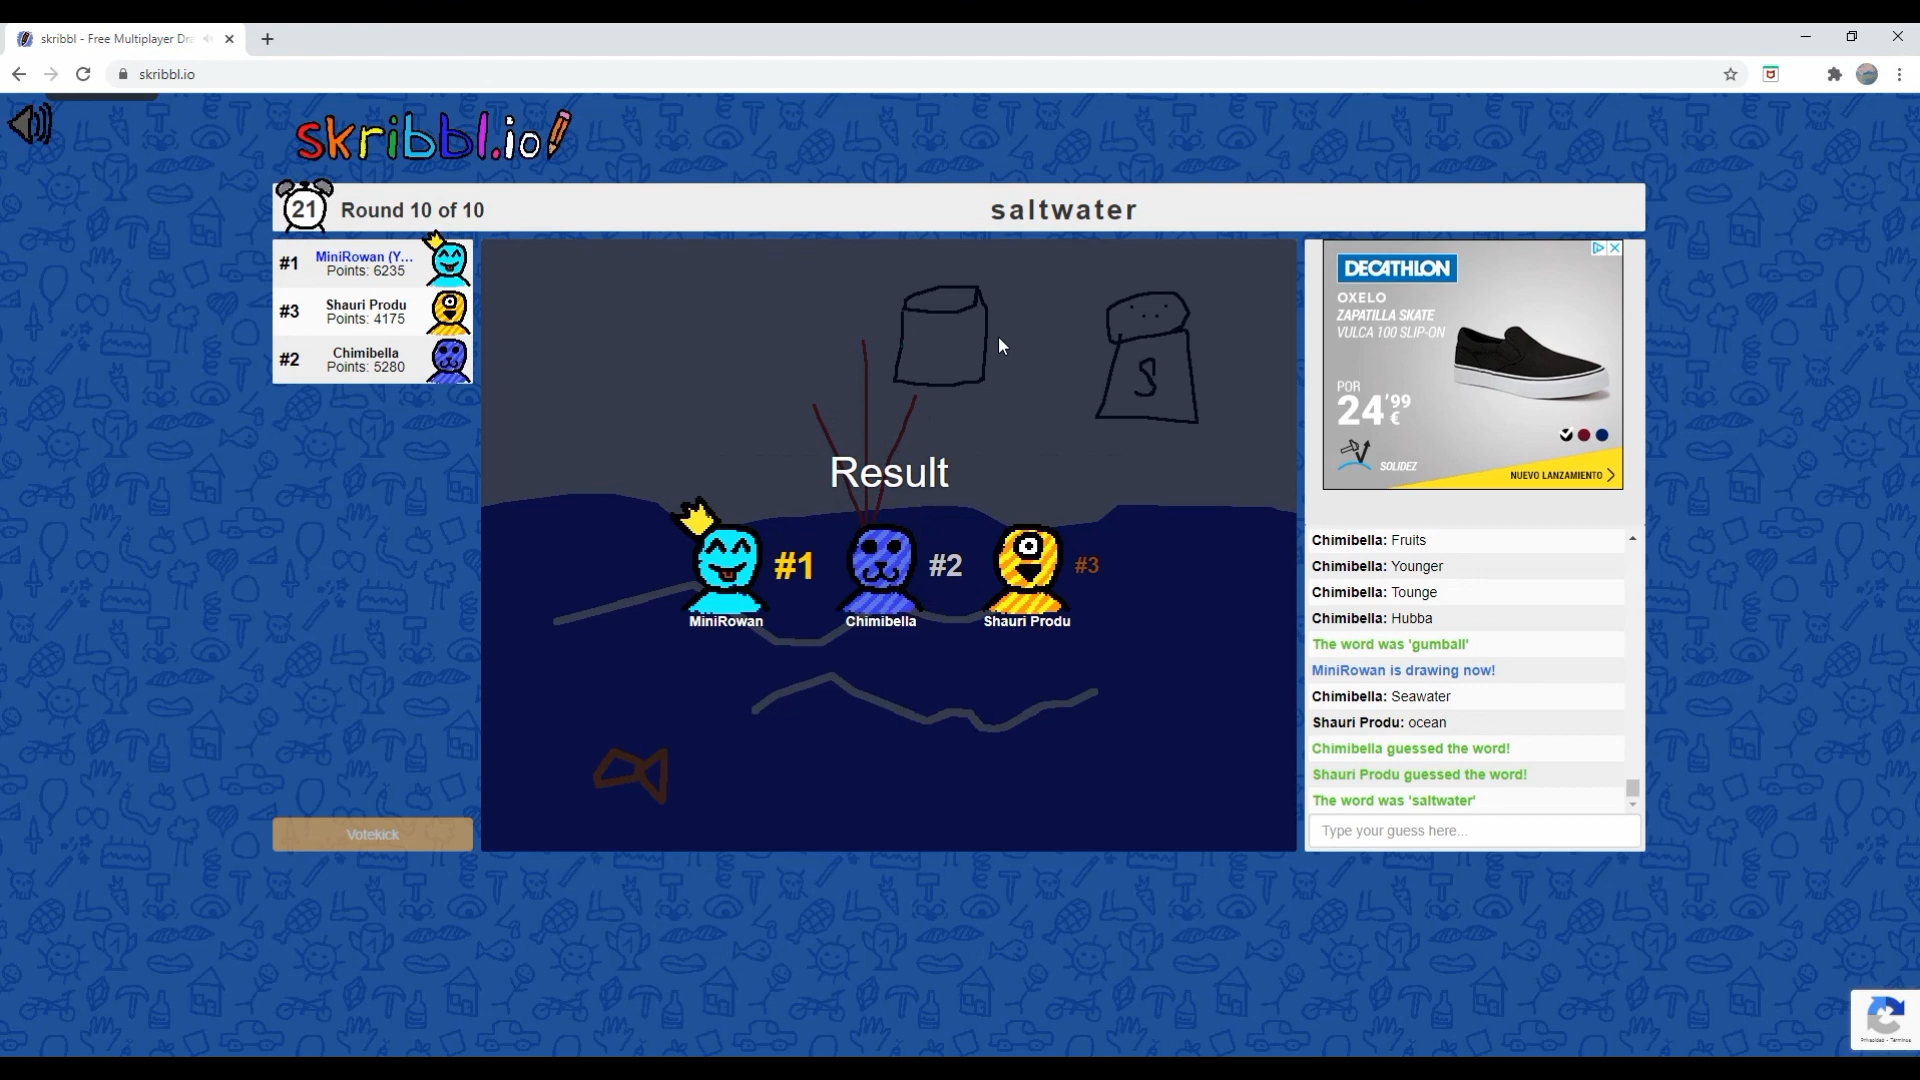 skribbl - Free Multiplayer Dra
skribbl.io
skribbl.io
21
Round 10 of 10
saltwater
#1
MiniRowan (Y...
Points: 6235
#3
Shauri Produ
Points: 4175
#2
Chimibella
Points: 5280
Votekick
S
Result
#1
#2
#3
MiniRowan
Chimibella
Shauri Produ
DECATHLON
OXELO
ZAPATILLA SKATE
VULCA 100 SLIP-ON
POR
24'99
€
SOLIDEZ
NUEVO LANZAMIENTO
Chimibella: Fruits
Chimibella: Younger
Chimibella: Tounge
Chimibella: Hubba
The word was 'gumball'
MiniRowan is drawing now!
Chimibella: Seawater
Shauri Produ: ocean
Chimibella guessed the word!
Shauri Produ guessed the word!
The word was 'saltwater'
Type your guess here...
Privacidad - Términos